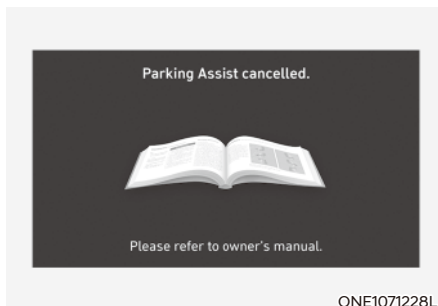 Parking Assist cancelled.
Please refer to owner's manual.
ONE1071228L